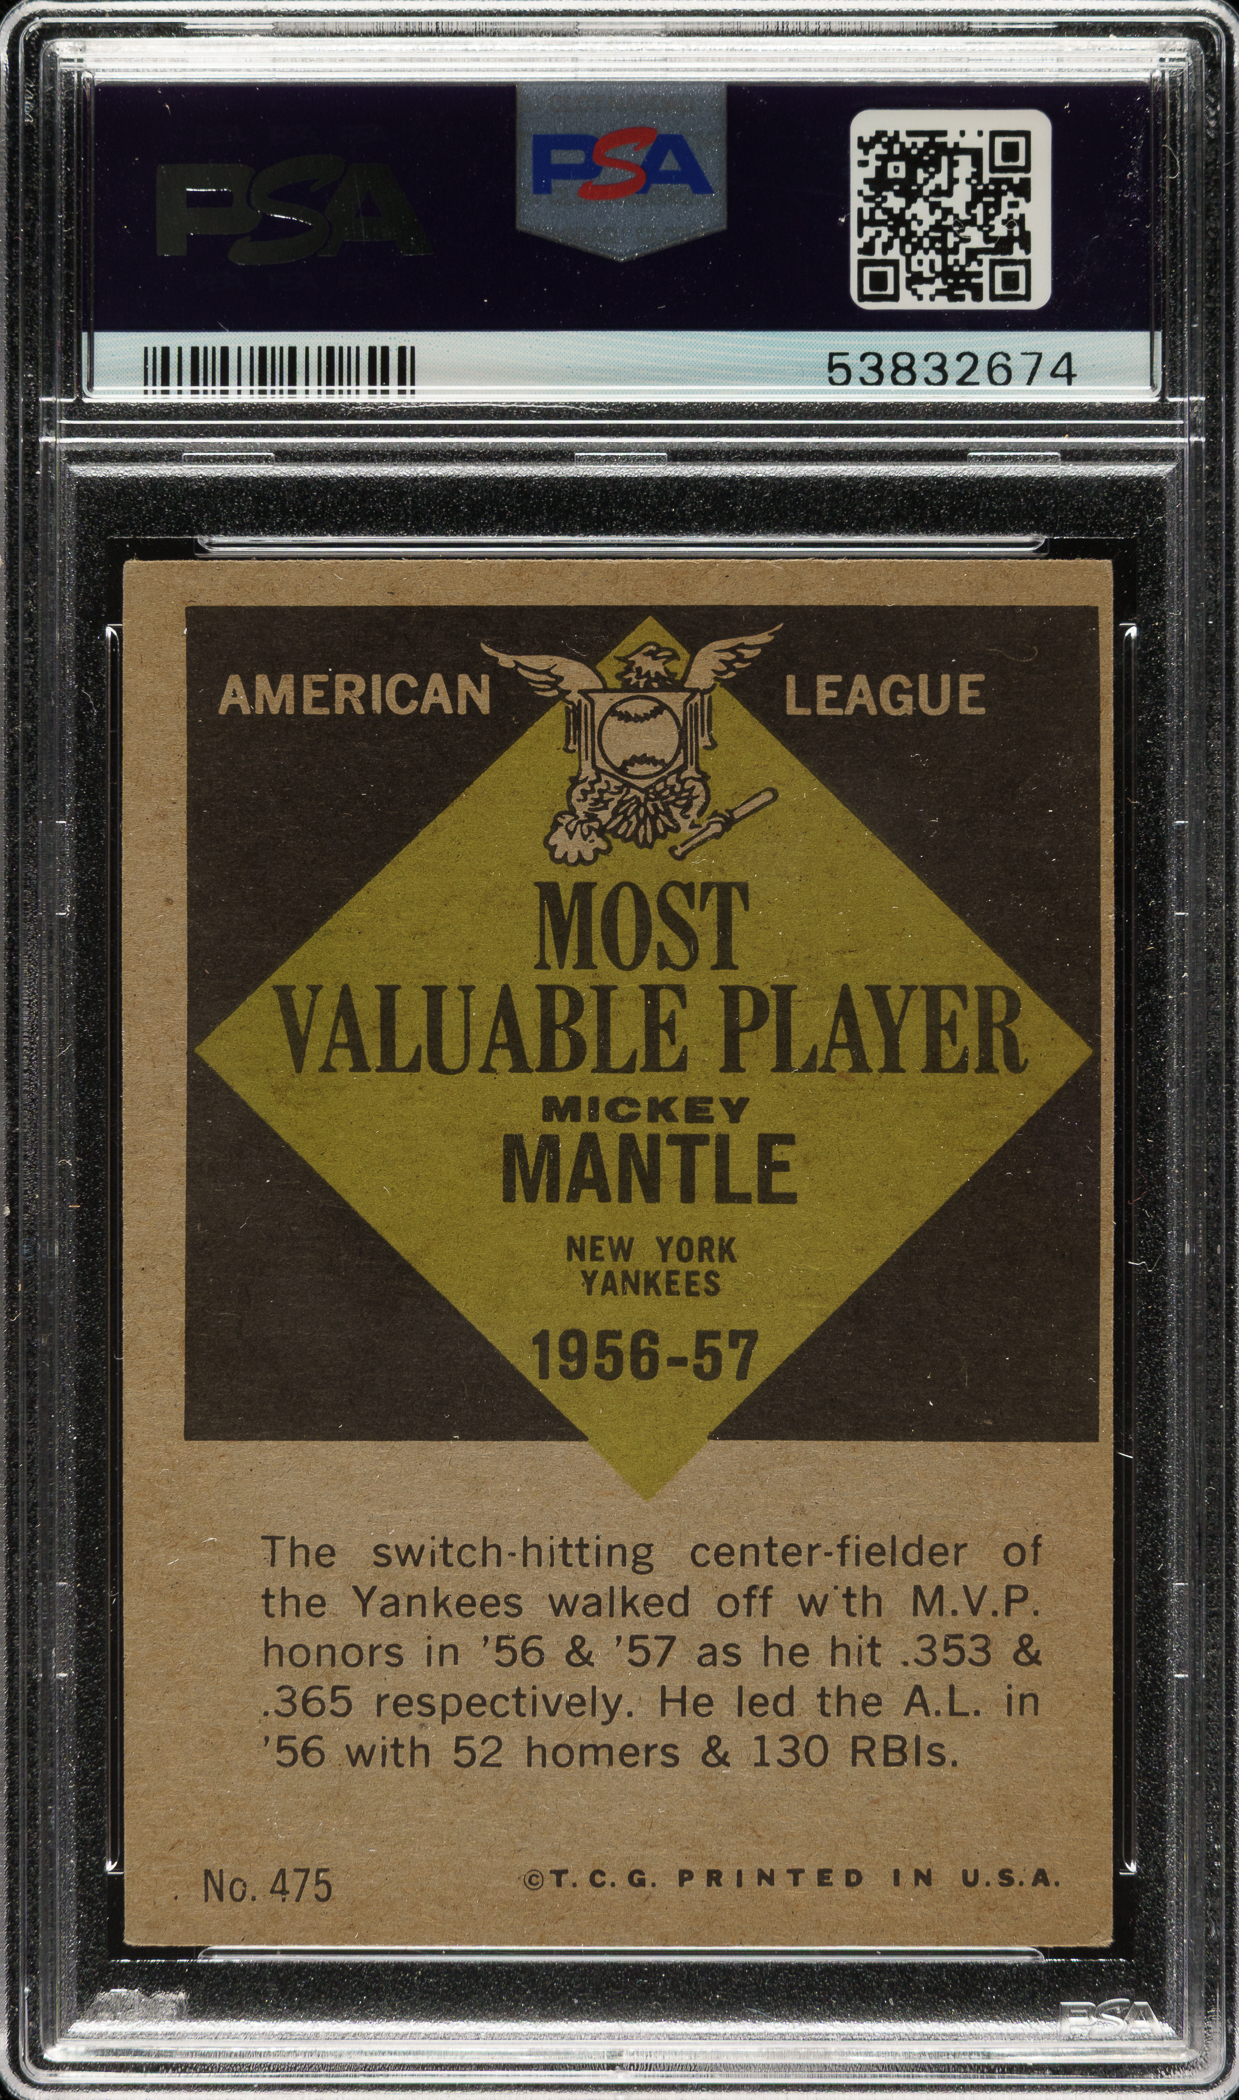 PSA
PSA
53832674
AMERICAN LEAGUE
MOST
VALUABLE PLAYER
MICKEY
MANTLE
NEW YORK
YANKEES
1956-57
The switch-hitting center-fielder of
the Yankees walked off w'th M.V.P.
honors in '56 & '57 as he hit .353 &
.365 respectively. He led the A.L. in
'56 with 52 homers & 130 RBIs.
No. 475
©T. C. G. PRINTED IN U.S.A.
PSA